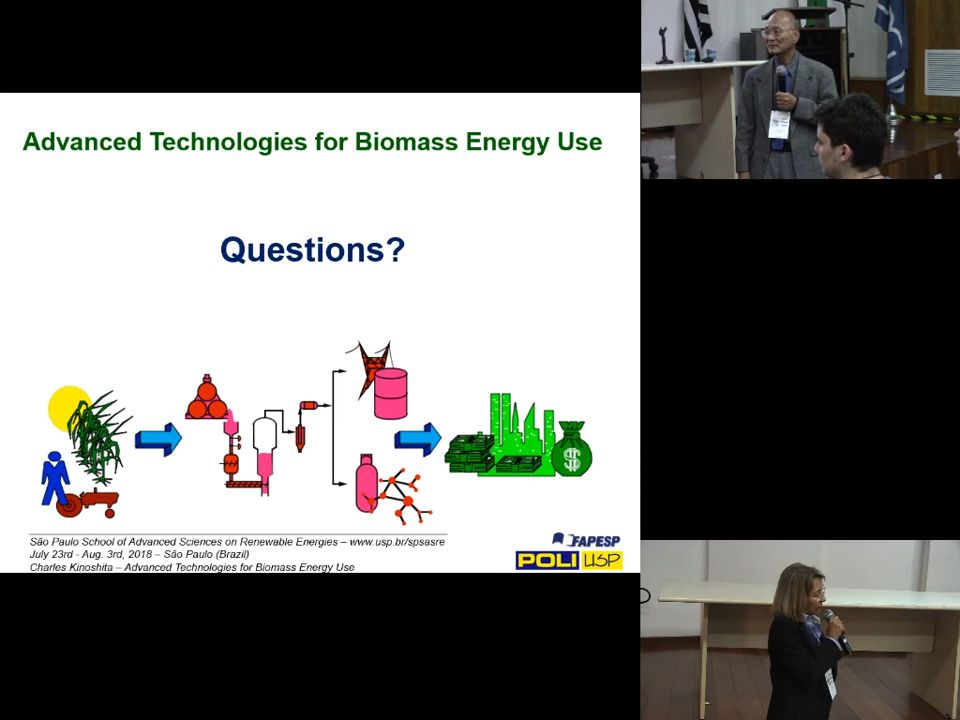 Advanced Technologies for Biomass Energy Use
Questions?
$
São Paulo School of Advanced Sciences on Renewable Energies – www.usp.br/spsasre
July 23rd - Aug. 3rd, 2018 – São Paulo (Brazil)
Charles Kinoshita – Advanced Technologies for Biomass Energy Use
FAPESP
POLI USP